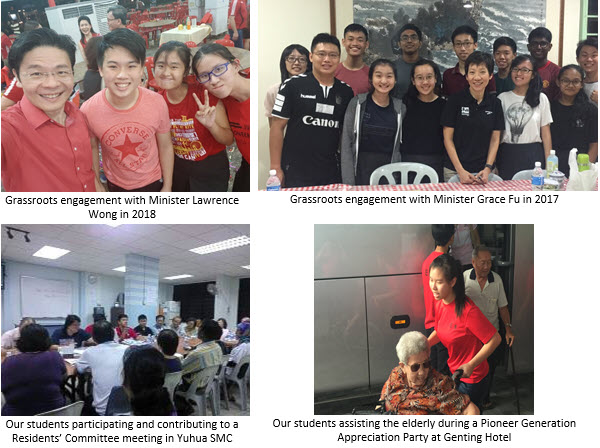 CONVERSE
Canon
Grassroots engagement with Minister Lawrence
Wong in 2018
Grassroots engagement with Minister Grace Fu in 2017
Our students participating and contributing to a
Residents’ Committee meeting in Yuhua SMC
Our students assisting the elderly during a Pioneer Generation
Appreciation Party at Genting Hotel